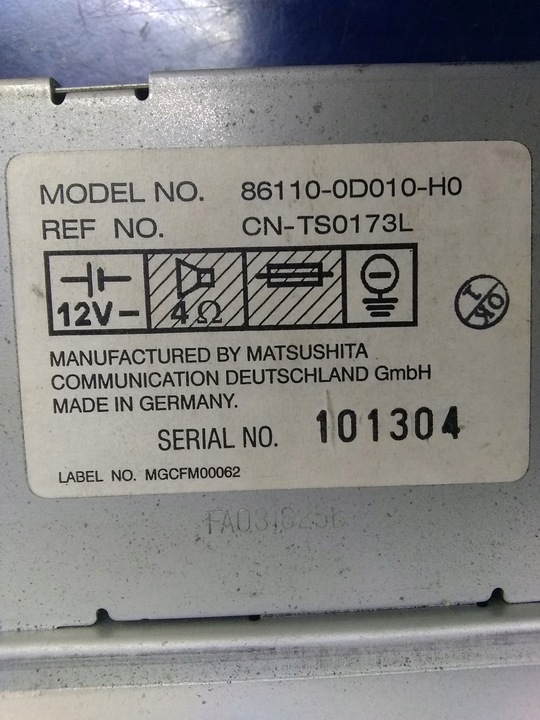 MODEL NO. 86110-0D010-H0
REF NO. CN-TS0173L
12V⎓ 4Ω
MANUFACTURED BY MATSUSHITA
COMMUNICATION DEUTSCHLAND GmbH
MADE IN GERMANY.
SERIAL NO. 101304
LABEL NO. MGCFM00062